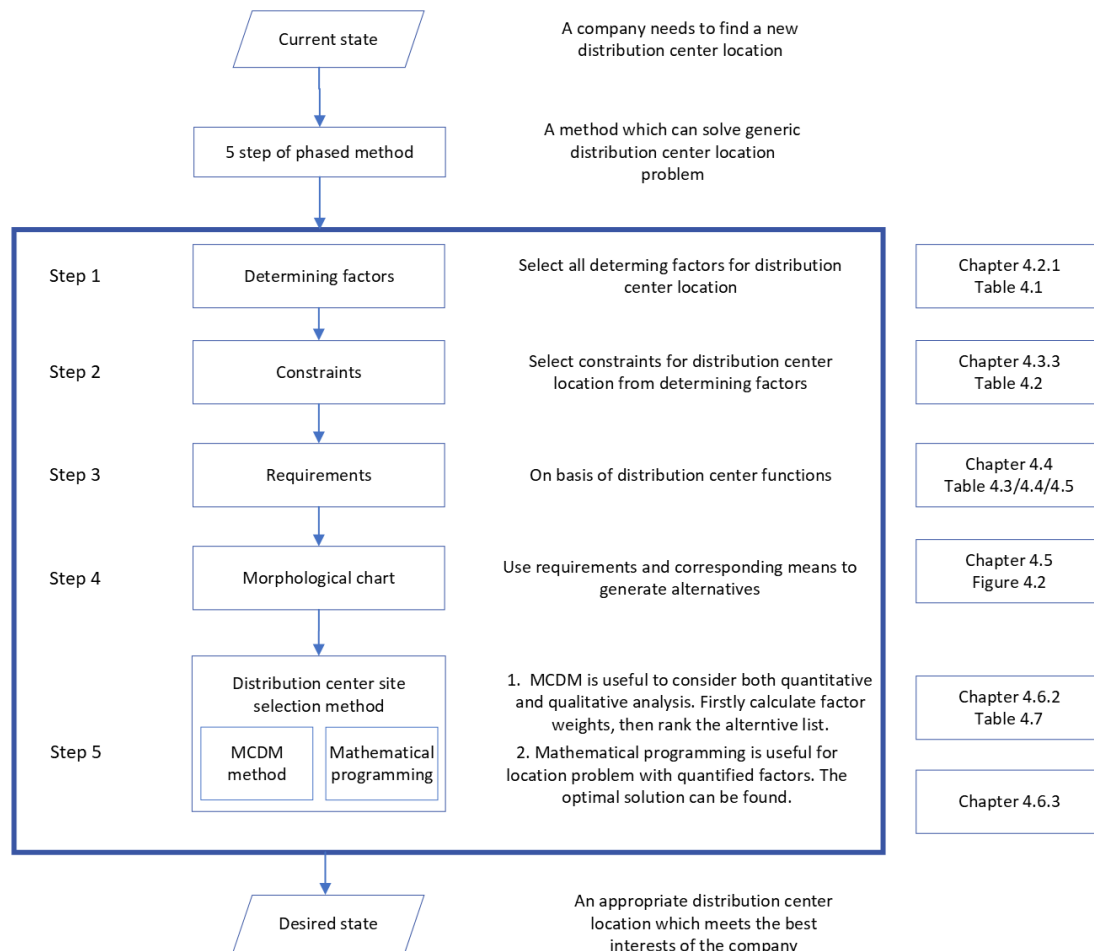 Current state
A company needs to find a new
distribution center location
5 step of phased method
A method which can solve generic
distribution center location
problem
Step 1
Determining factors
Select all determing factors for distribution
center location
Chapter 4.2.1
Table 4.1
Step 2
Constraints
Select constraints for distribution center
location from determining factors
Chapter 4.3.3
Table 4.2
Step 3
Requirements
On basis of distribution center functions
Chapter 4.4
Table 4.3/4.4/4.5
Step 4
Morphological chart
Use requirements and corresponding means to
generate alternatives
Chapter 4.5
Figure 4.2
Step 5
Distribution center site
selection method
MCDM
method
Mathematical
programming
1. MCDM is useful to consider both quantitative
and qualitative analysis. Firstly calculate factor
weights, then rank the alterntive list.
2. Mathematical programming is useful for
location problem with quantified factors. The
optimal solution can be found.
Chapter 4.6.2
Table 4.7
Chapter 4.6.3
Desired state
An appropriate distribution center
location which meets the best
interests of the company